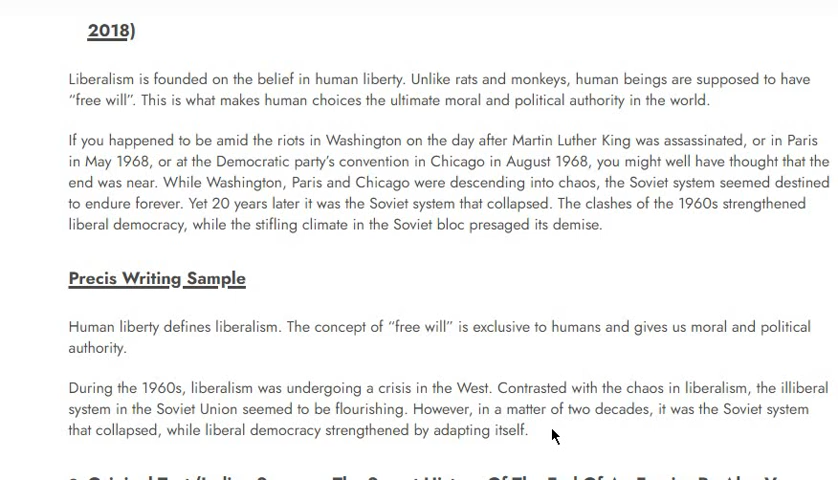 2018)
Liberalism is founded on the belief in human liberty. Unlike rats and monkeys, human beings are supposed to have
“free will”. This is what makes human choices the ultimate moral and political authority in the world.
If you happened to be amid the riots in Washington on the day after Martin Luther King was assassinated, or in Paris
in May 1968, or at the Democratic party’s convention in Chicago in August 1968, you might well have thought that the
end was near. While Washington, Paris and Chicago were descending into chaos, the Soviet system seemed destined
to endure forever. Yet 20 years later it was the Soviet system that collapsed. The clashes of the 1960s strengthened
liberal democracy, while the stifling climate in the Soviet bloc presaged its demise.
Precis Writing Sample
Human liberty defines liberalism. The concept of “free will” is exclusive to humans and gives us moral and political
authority.
During the 1960s, liberalism was undergoing a crisis in the West. Contrasted with the chaos in liberalism, the illiberal
system in the Soviet Union seemed to be flourishing. However, in a matter of two decades, it was the Soviet system
that collapsed, while liberal democracy strengthened by adapting itself.